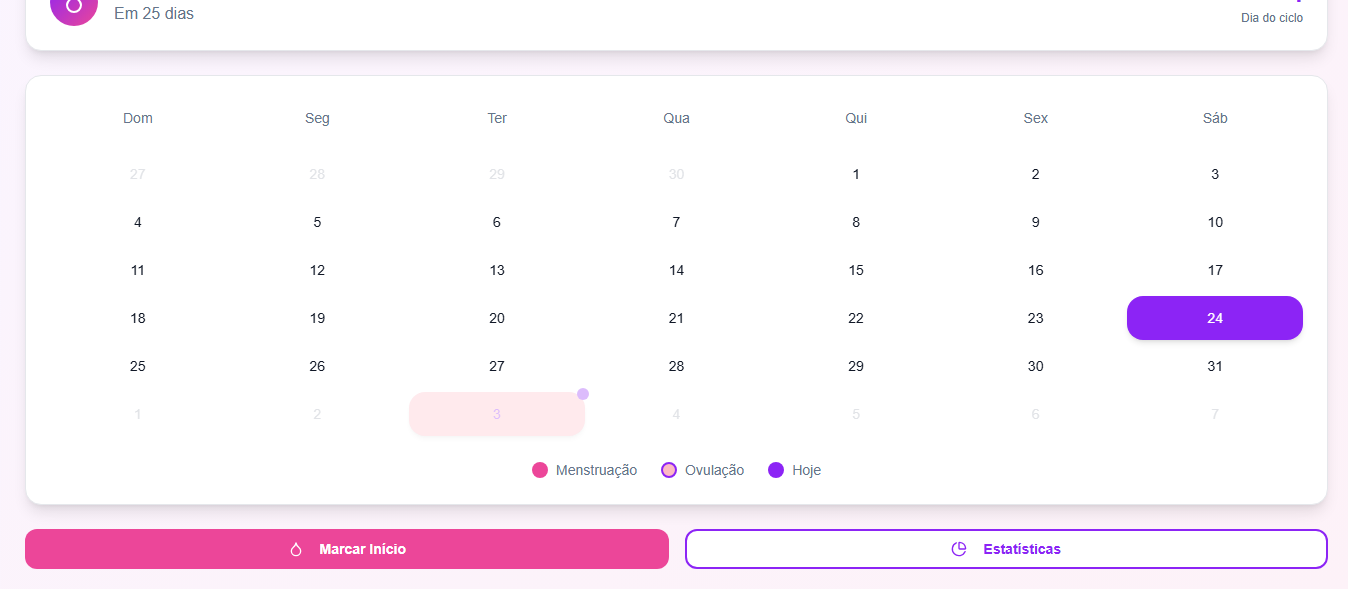 Em 25 dias
Dia do ciclo
Dom Seg Ter Qua Qui Sex Sáb
27 28 29 30 1 2 3
4 5 6 7 8 9 10
11 12 13 14 15 16 17
18 19 20 21 22 23 24
25 26 27 28 29 30 31
1 2 3 4 5 6 7
Menstruação Ovulação Hoje
Marcar Início Estatísticas